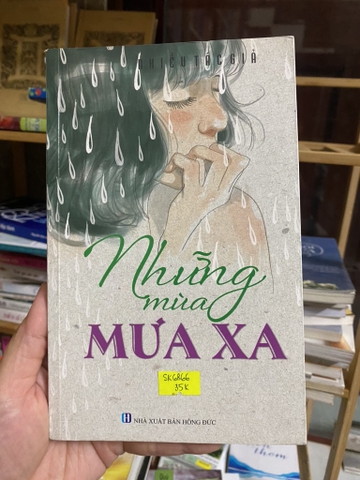 NHIỀU TÁC GIẢ
Những
mùa
MƯA XA
SK6866
35K
H NHÀ XUẤT BẢN HỒNG ĐỨC